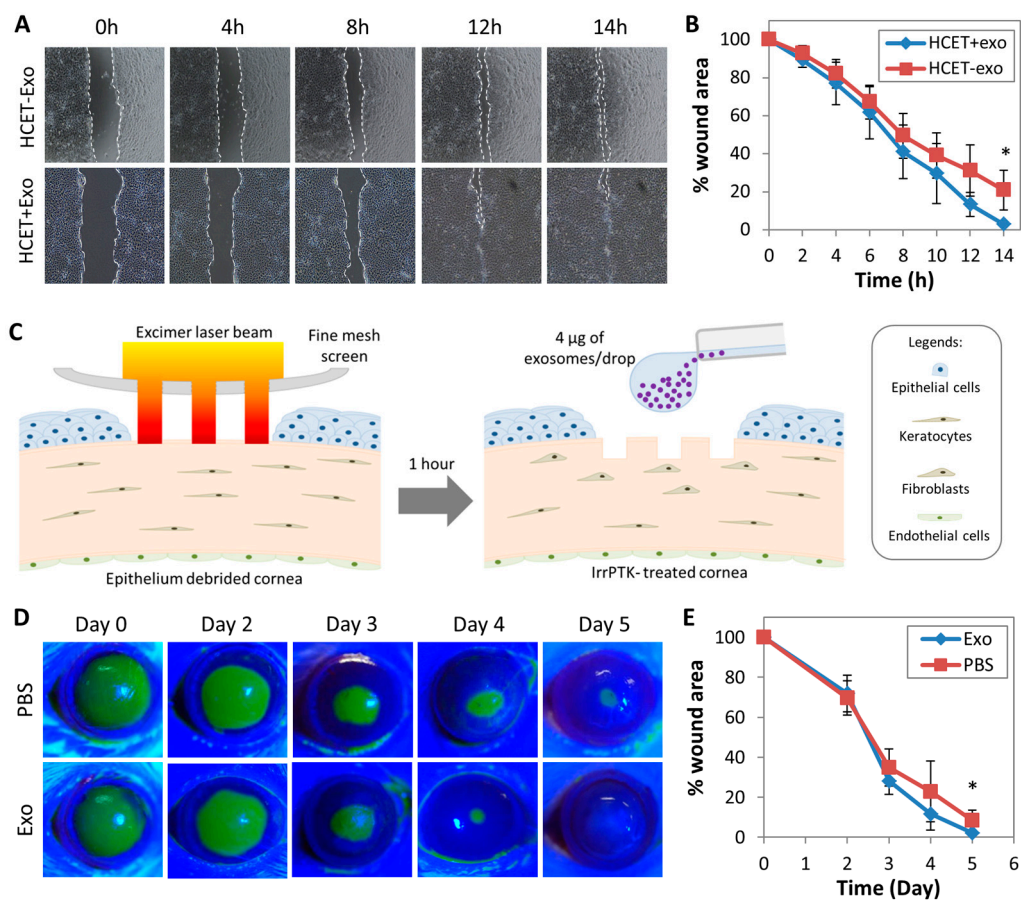 A
0h 4h 8h 12h 14h
HCET-Exo
HCET+Exo
B
% wound area
100
80
60
40
20
0
HCET+exo
HCET-exo
*
0 2 4 6 8 10 12 14
Time (h)
C
Excimer laser beam
Fine mesh
screen
1 hour
Epithelium debrided cornea
4 µg of
exosomes/drop
IrrPTK- treated cornea
Legends:
Epithelial cells
Keratocytes
Fibroblasts
Endothelial cells
D
Day 0 Day 2 Day 3 Day 4 Day 5
PBS
Exo
E
% wound area
100
80
60
40
20
0
Exo
PBS
*
0 1 2 3 4 5 6
Time (Day)